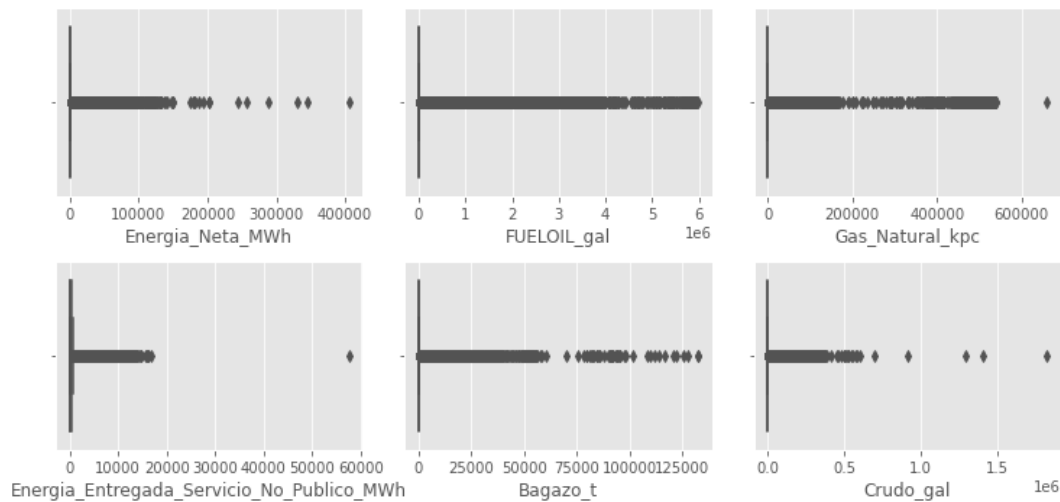 0 100000 200000 300000 400000
Energia_Neta_MWh
0 1 2 3 4 5 6
1e6
FUELOIL_gal
0 200000 400000 600000
Gas_Natural_kpc
0 10000 20000 30000 40000 50000 60000
Energia_Entregada_Servicio_No_Publico_MWh
0 25000 50000 75000 100000 125000
Bagazo_t
0.0 0.5 1.0 1.5
1e6
Crudo_gal